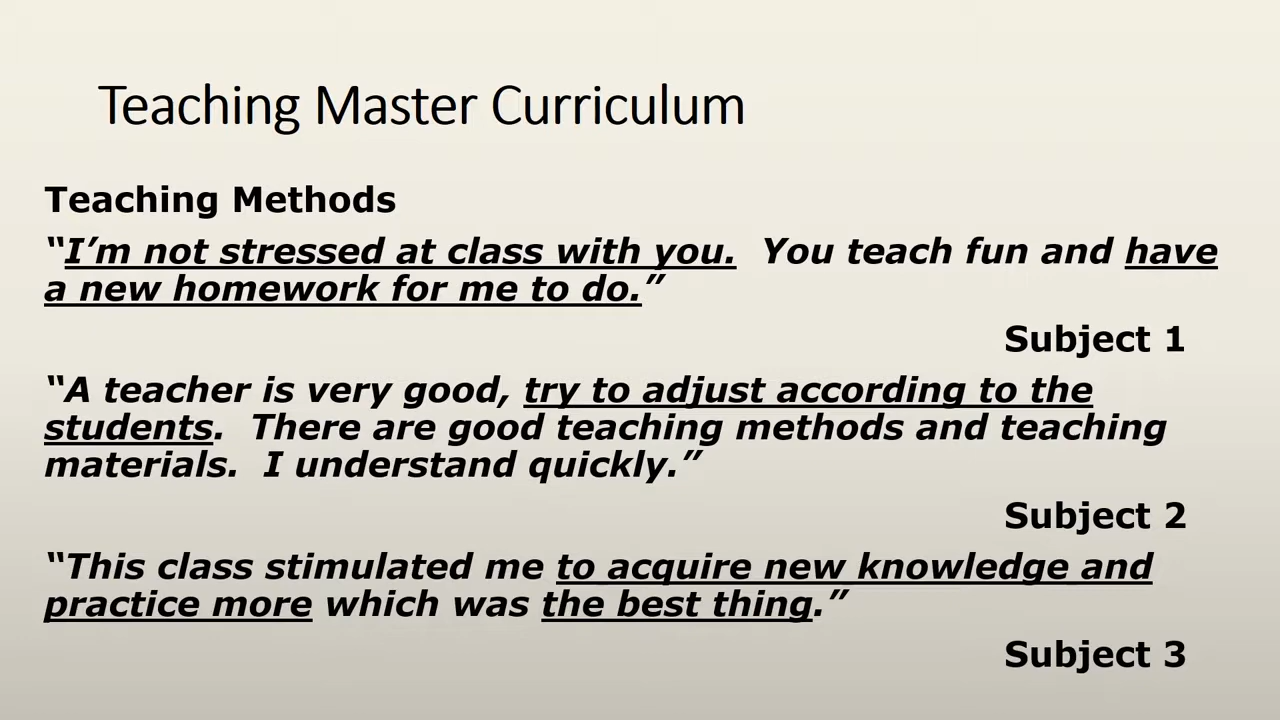 Teaching Master Curriculum
Teaching Methods
“I’m not stressed at class with you.  You teach fun and have
a new homework for me to do.”
Subject 1
“A teacher is very good, try to adjust according to the
students.  There are good teaching methods and teaching
materials.  I understand quickly.”
Subject 2
“This class stimulated me to acquire new knowledge and
practice more which was the best thing.”
Subject 3